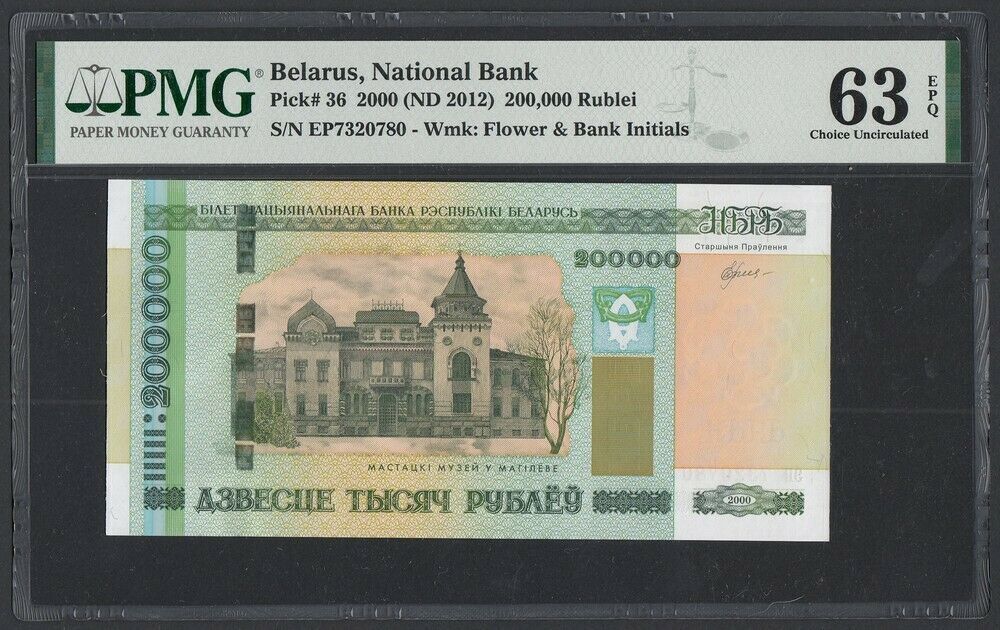 PMG®
PAPER MONEY GUARANTY
Belarus, National Bank
Pick# 36 2000 (ND 2012) 200,000 Rublei
S/N EP7320780 - Wmk: Flower & Bank Initials
63
EPQ
Choice Uncirculated
БІЛЕТ НАЦЫЯНАЛЬНАГА БАНКА РЭСПУБЛІКІ БЕЛАРУСЬ
НБРБ
Старшыня Праўлення
200000
200000
МАСТАЦКІ МУЗЕЙ У МАГІЛЁВЕ
ДЗВЕСЦЕ ТЫСЯЧ РУБЛЁЎ
2000